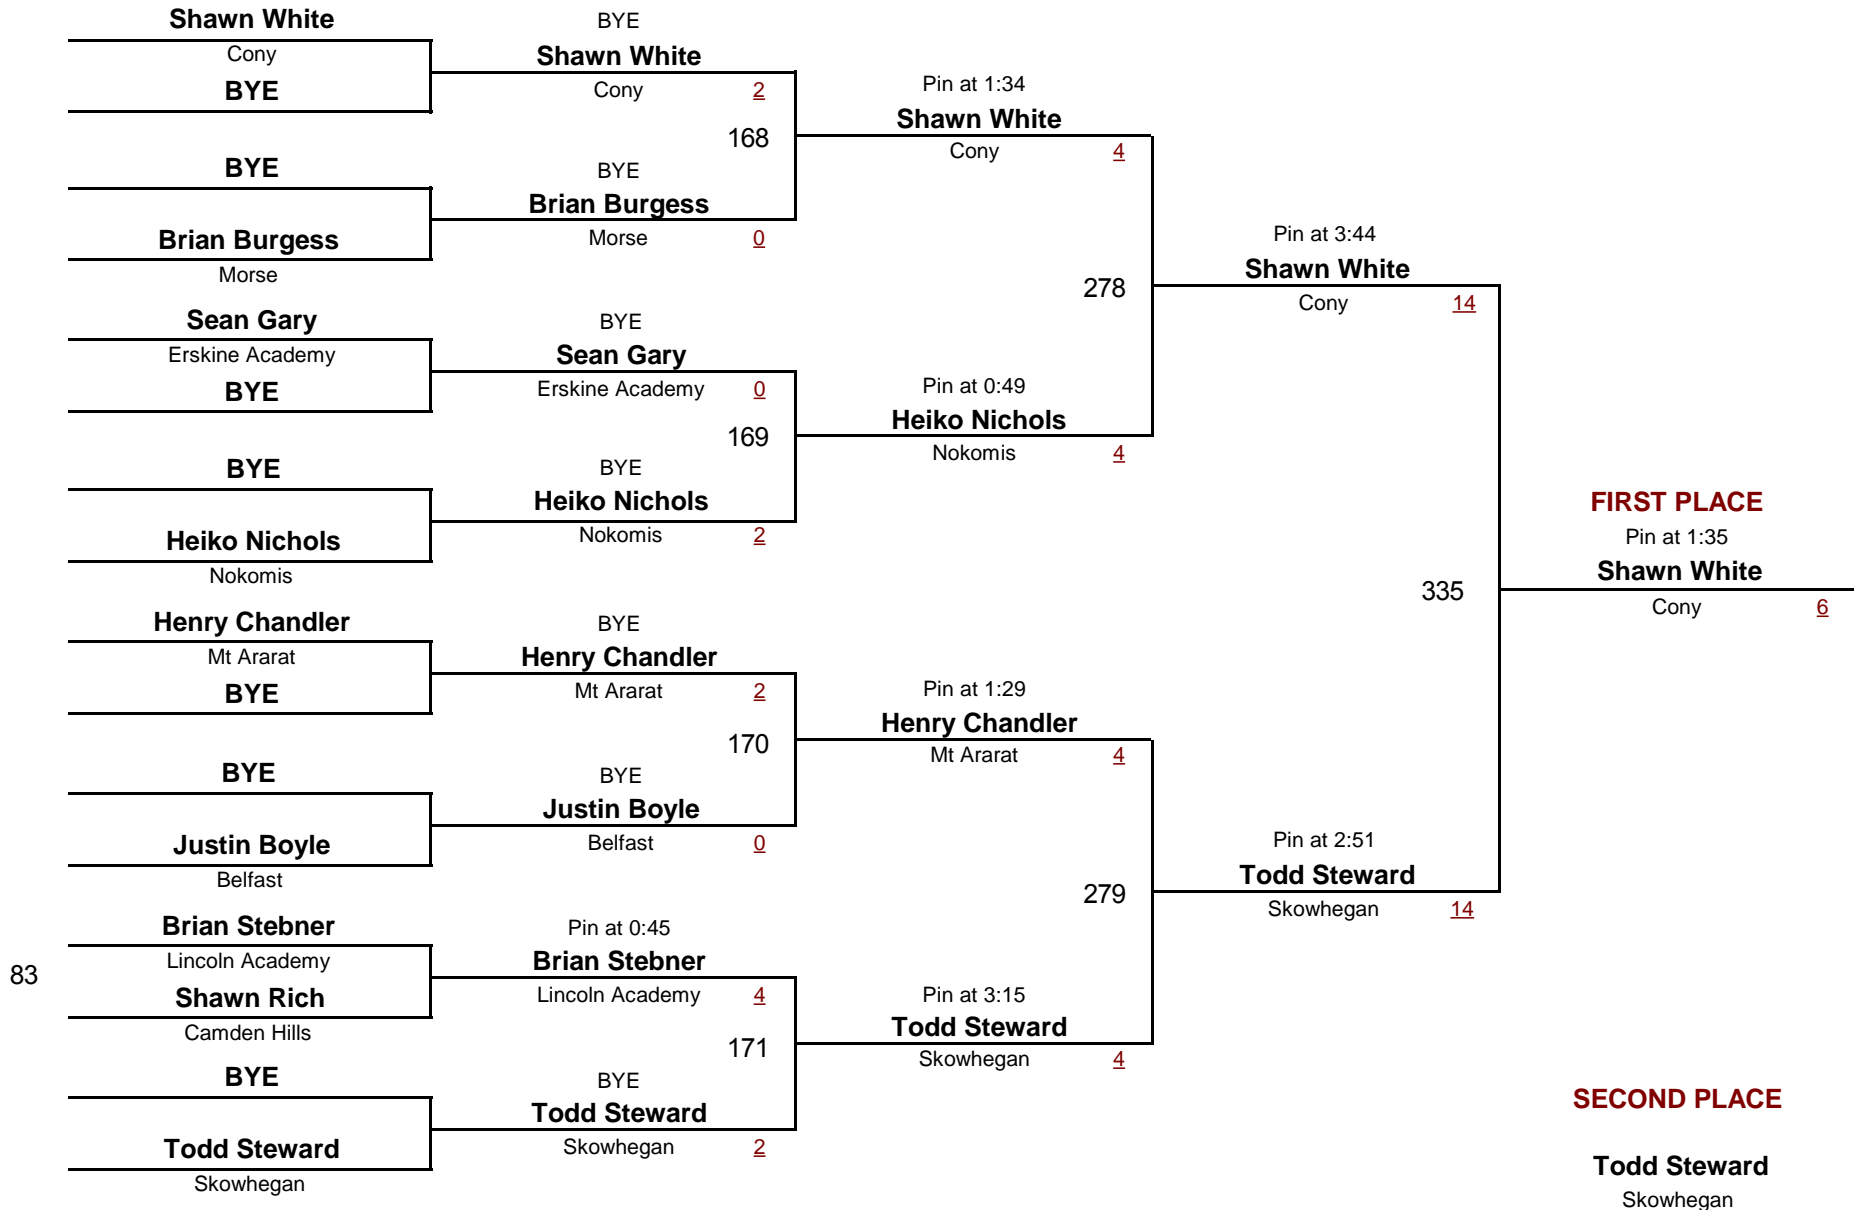 Shawn White
Cony
BYE
BYE
Brian Burgess
Morse
Sean Gary
Erskine Academy
BYE
BYE
Heiko Nichols
Nokomis
Henry Chandler
Mt Ararat
BYE
BYE
Justin Boyle
Belfast
83
Brian Stebner
Lincoln Academy
Shawn Rich
Camden Hills
BYE
Todd Steward
Skowhegan
BYE
Shawn White
Cony 2
168
BYE
Brian Burgess
Morse 0
BYE
Sean Gary
Erskine Academy 0
169
BYE
Heiko Nichols
Nokomis 2
BYE
Henry Chandler
Mt Ararat 2
170
BYE
Justin Boyle
Belfast 0
Pin at 0:45
Brian Stebner
Lincoln Academy 4
171
BYE
Todd Steward
Skowhegan 2
Pin at 1:34
Shawn White
Cony 4
278
Pin at 0:49
Heiko Nichols
Nokomis 4
Pin at 1:29
Henry Chandler
Mt Ararat 4
279
Pin at 3:15
Todd Steward
Skowhegan 4
Pin at 3:44
Shawn White
Cony 14
335
Pin at 2:51
Todd Steward
Skowhegan 14
FIRST PLACE
Pin at 1:35
Shawn White
Cony 6
SECOND PLACE
Todd Steward
Skowhegan